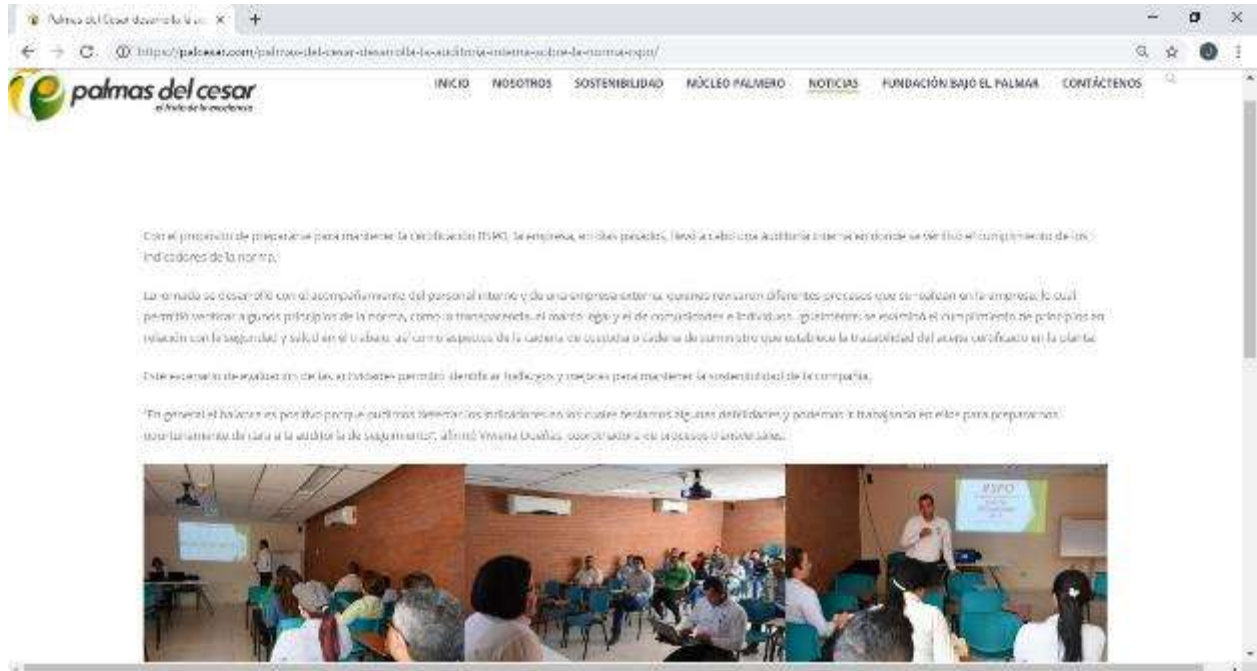 Palmas del Cesar desarrolla la a
https://palcesar.com/palmas-del-cesar-desarrolla-la-auditoria-interna-sobre-la-norma-rspo/
palmas del cesar
el fruto de la excelencia
INICIO NOSOTROS SOSTENIBILIDAD NÚCLEO PALMERO NOTICIAS FUNDACIÓN BAJO EL PALMAR CONTÁCTENOS
Con el propósito de prepararse para mantener la certificación RSPO, la empresa, en días pasados, llevó a cabo una auditoría interna en donde se verificó el cumplimiento de los
indicadores de la norma.
La jornada se desarrolló con el acompañamiento del personal interno y de una empresa externa, quienes revisaron diferentes procesos que se realizan en la empresa, lo cual
permitió verificar algunos principios de la norma, como la transparencia, el marco legal y el de comunidades e individuos. Igualmente, se examinó el cumplimiento de principios en
relación con la seguridad y salud en el trabajo, así como aspectos de la cadena de custodia o cadena de suministro que establece la trazabilidad del aceite certificado en la planta.
Este escenario de evaluación de las actividades permitió identificar hallazgos y mejoras para mantener la sostenibilidad de la compañía.
"En general el balance es positivo porque pudimos detectar los indicadores en los cuales teníamos algunas debilidades y podemos ir trabajando en ellos para prepararnos
oportunamente de cara a la auditoría de seguimiento", afirmó Viviana Dueñas, coordinadora de procesos transversales.
RSPO